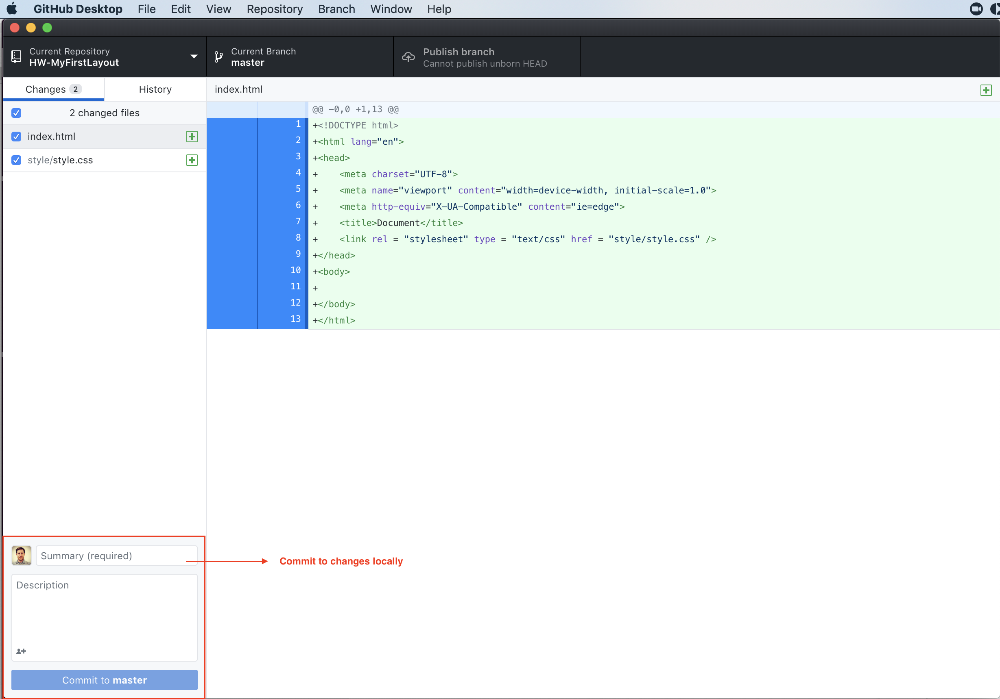 GitHub Desktop File Edit View Repository Branch Window Help
Current Repository
HW-MyFirstLayout
Current Branch
master
Publish branch
Cannot publish unborn HEAD
Changes 2
History
index.html
2 changed files
index.html
style/style.css
@@ -0,0 +1,13 @@
1 +<!DOCTYPE html>
2 +<html lang="en">
3 +<head>
4 +    <meta charset="UTF-8">
5 +    <meta name="viewport" content="width=device-width, initial-scale=1.0">
6 +    <meta http-equiv="X-UA-Compatible" content="ie=edge">
7 +    <title>Document</title>
8 +    <link rel = "stylesheet" type = "text/css" href = "style/style.css" />
9 +</head>
10 +<body>
11 +
12 +</body>
13 +</html>
Summary (required)
Commit to changes locally
Description
Commit to master